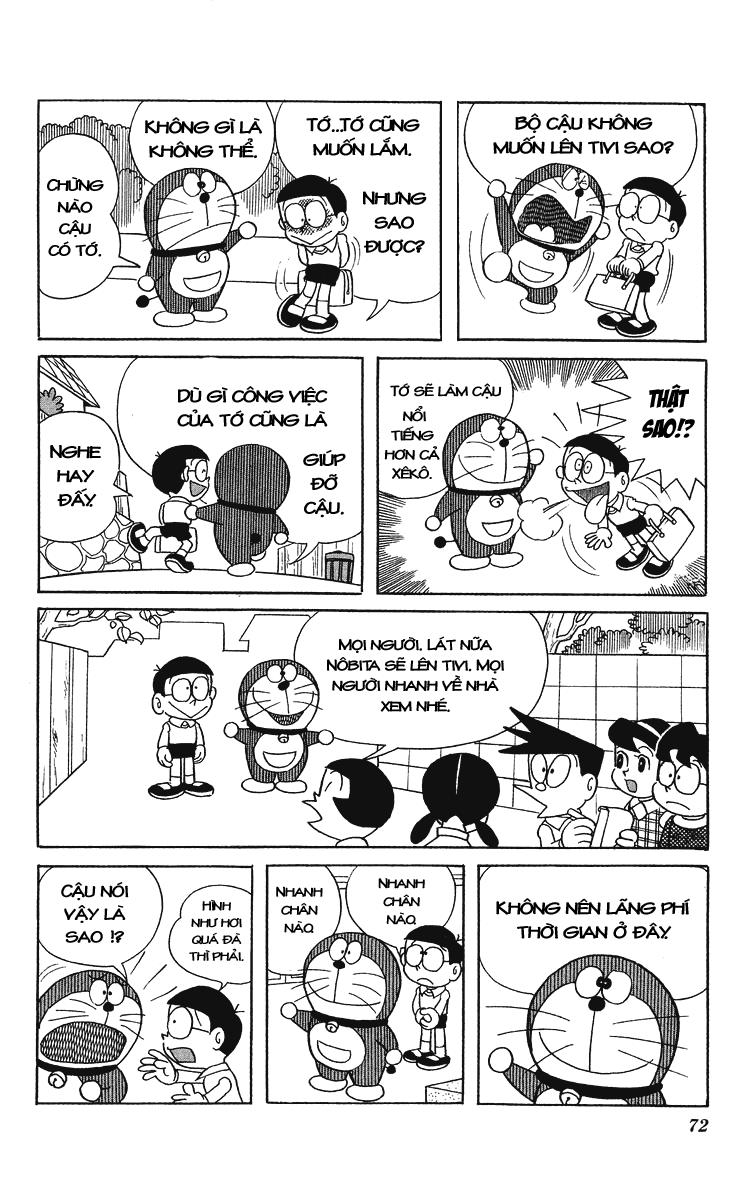 BỘ CẬU KHÔNG
MUỐN LÊN TIVI SAO?
TỚ...TỚ CŨNG
MUỐN LẮM.
NHƯNG SAO
ĐƯỢC?
KHÔNG GÌ LÀ
KHÔNG THỂ.
CHỪNG
NÀO
CẬU
CÓ TỚ.
TỚ SẼ LÀM CẬU
NỔI
TIẾNG
HƠN CẢ
XÊKÔ.
THẬT
SAO!?
DÙ GÌ CÔNG VIỆC
CỦA TỚ CŨNG LÀ
GIÚP
ĐỠ
CẬU.
NGHE
HAY
ĐẤY.
MỌI NGƯỜI. LÁT NỮA
NÔBITA SẼ LÊN TIVI. MỌI
NGƯỜI NHANH VỀ NHÀ
XEM NHÉ.
KHÔNG NÊN LÃNG PHÍ
THỜI GIAN Ở ĐÂY.
NHANH
CHÂN
NÀO.
NHANH
CHÂN
NÀO.
HÌNH
NHƯ HƠI
QUÁ ĐÀ
THÌ PHẢI.
CẬU NÓI
VẬY LÀ
SAO !?
72